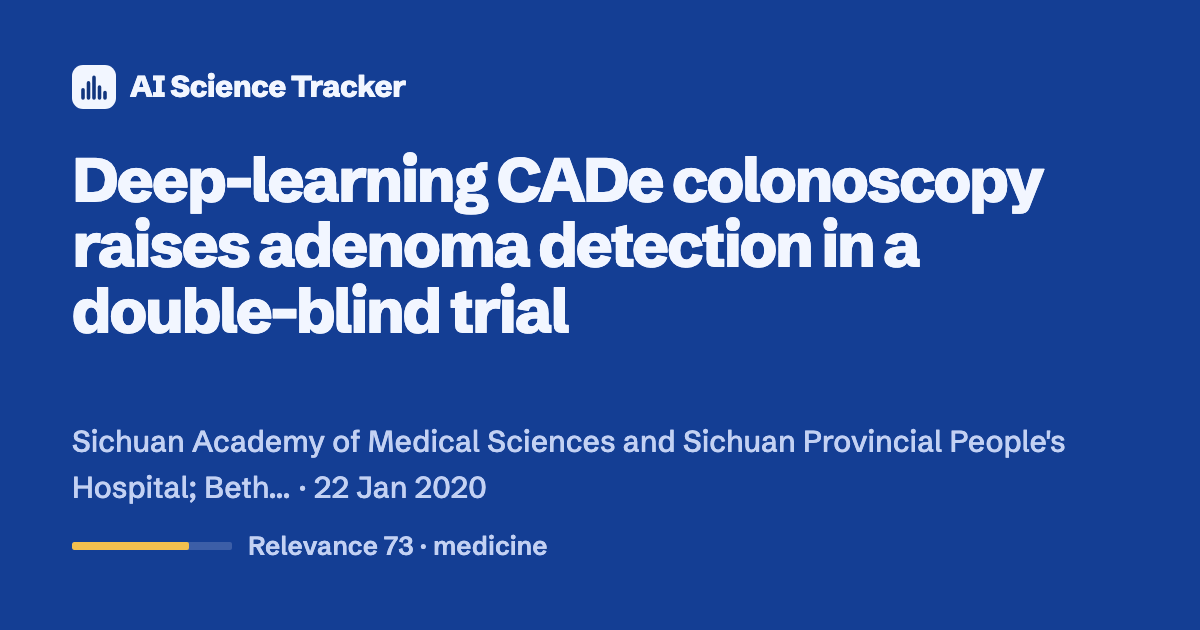 AI Science Tracker
Deep-learning CADe colonoscopy
raises adenoma detection in a
double-blind trial
Sichuan Academy of Medical Sciences and Sichuan Provincial People's
Hospital; Beth... · 22 Jan 2020
Relevance 73 · medicine